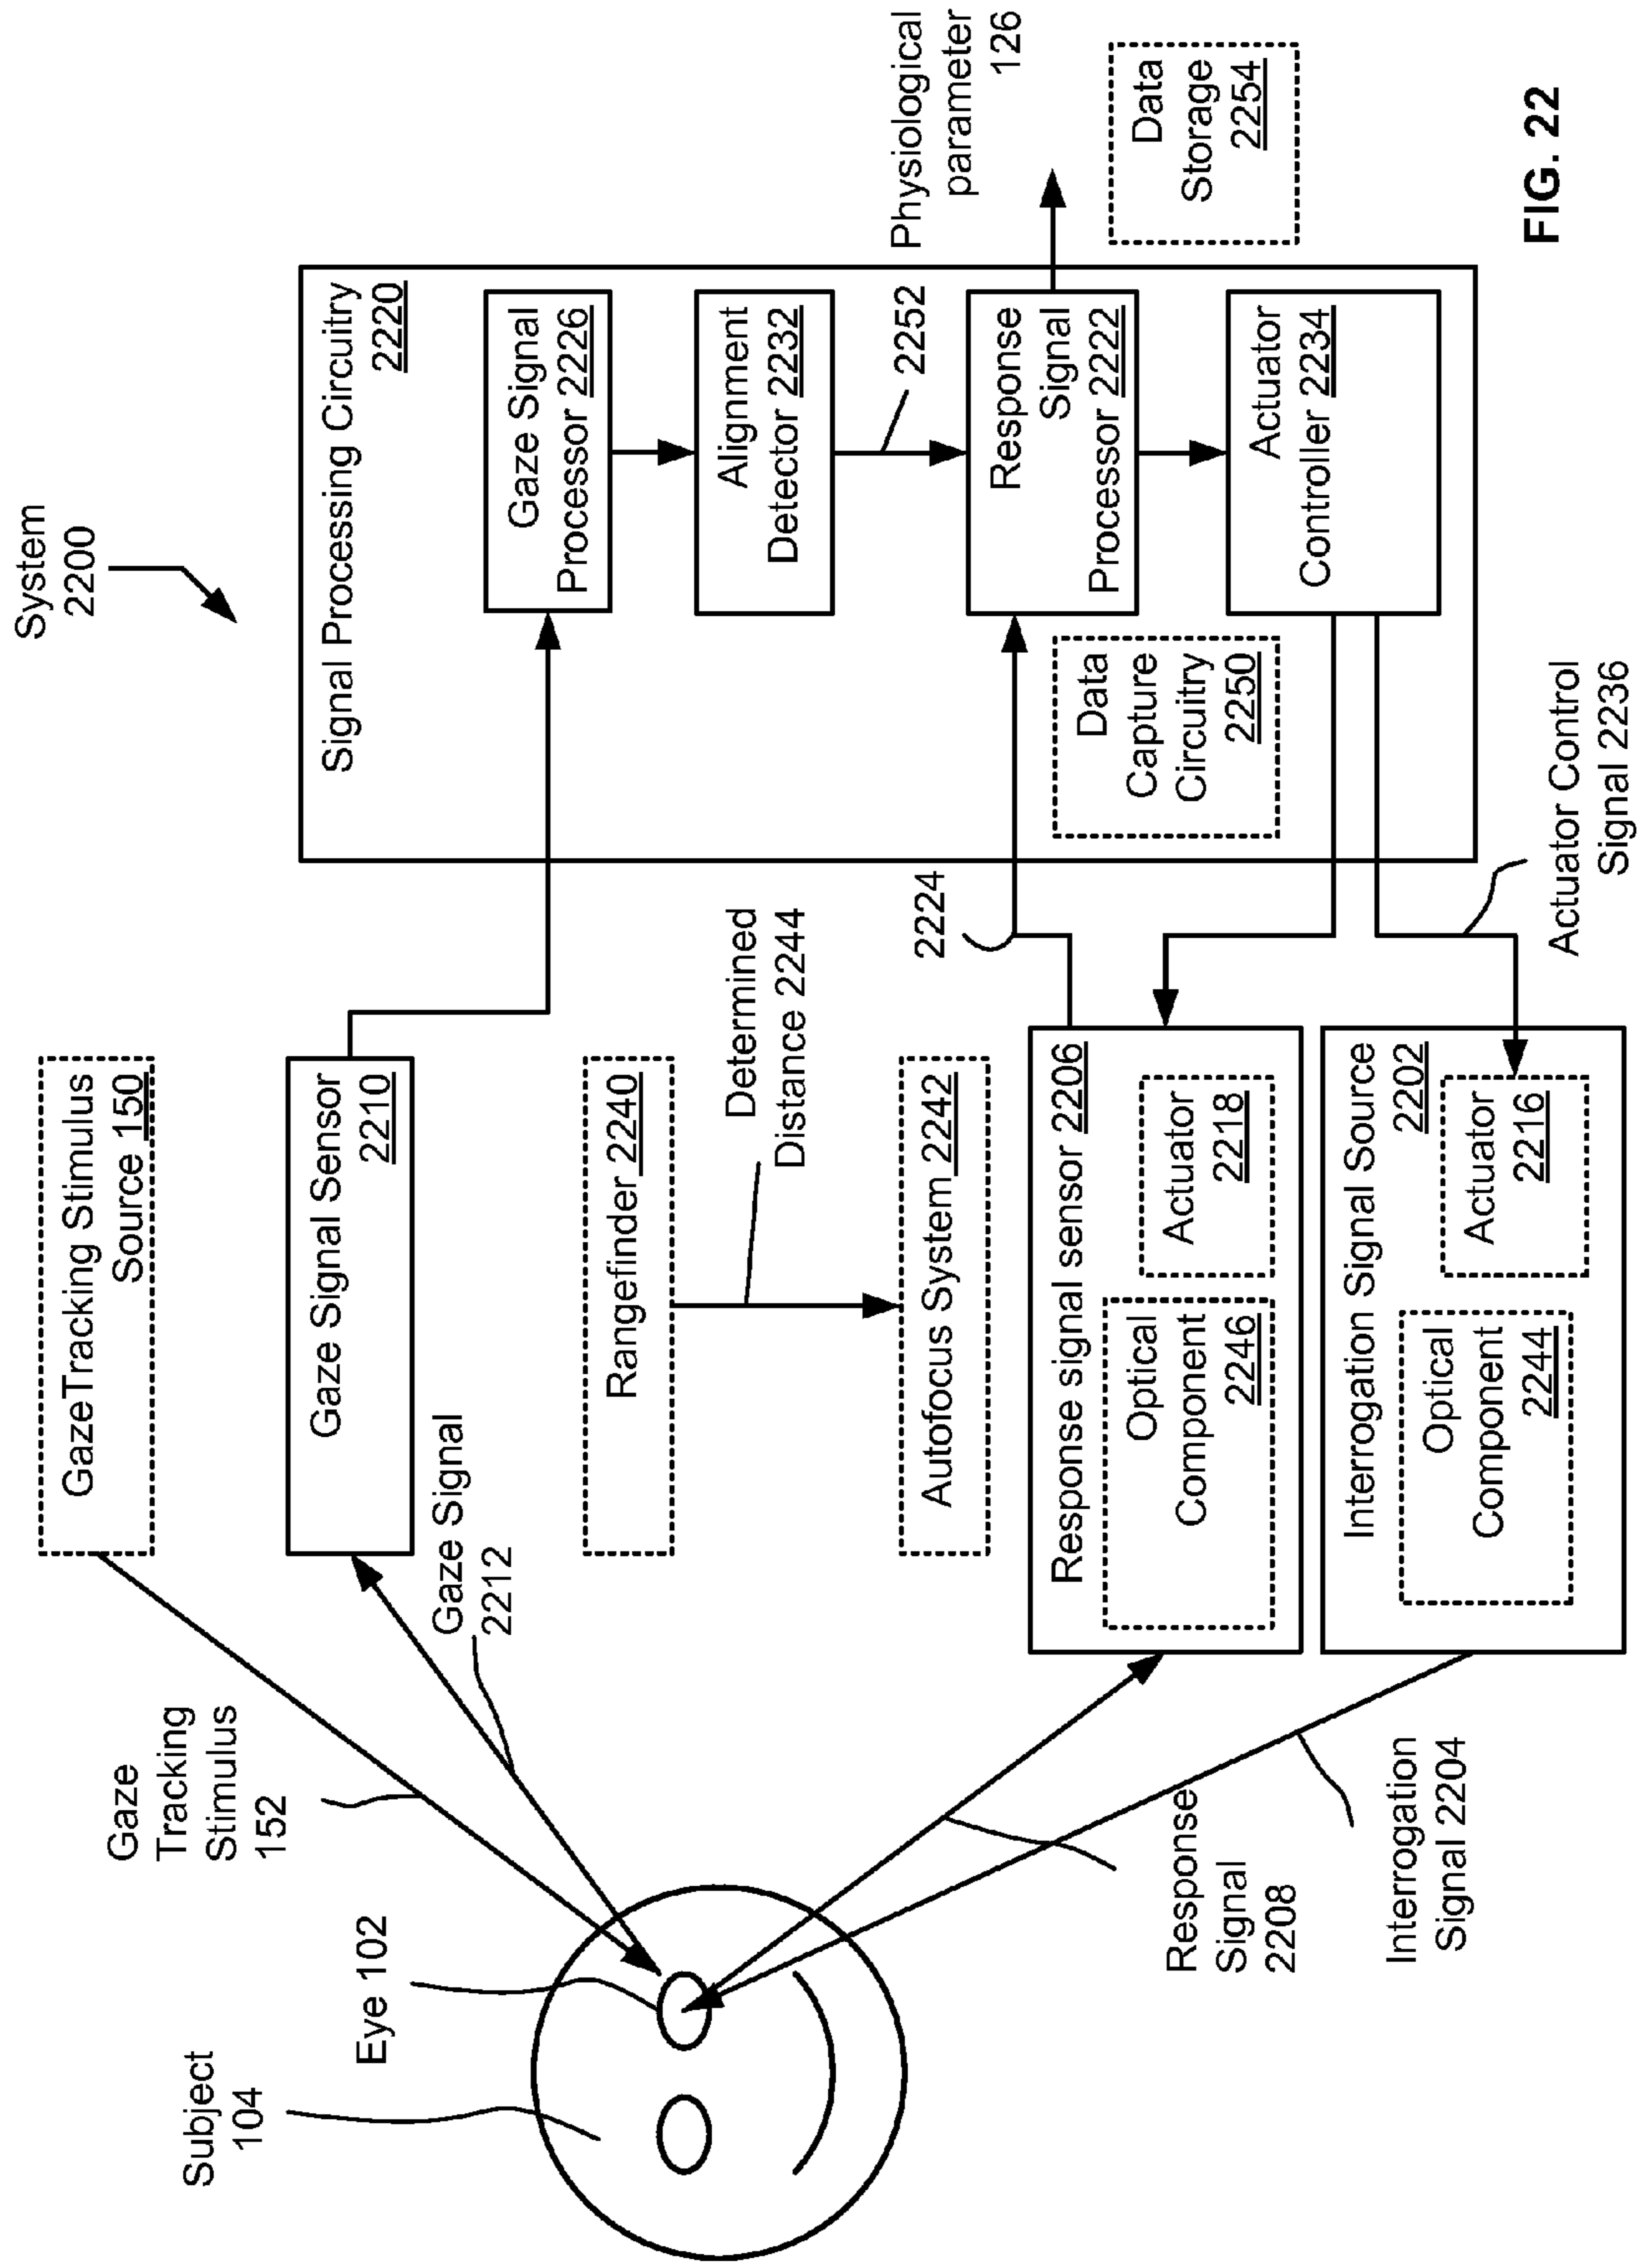 System
2200
GazeTracking Stimulus
Source 150
Gaze
Tracking
Stimulus
152
Subject
104
Eye 102
Gaze Signal Sensor
2210
Gaze Signal
2212
Rangefinder 2240
Determined
Distance 2244
Autofocus System 2242
Response signal sensor 2206
Optical
Component
2246
Actuator
2218
Interrogation Signal Source
2202
Optical
Component
2244
Actuator
2216
Response
Signal
2208
Interrogation
Signal 2204
Signal Processing Circuitry
2220
Gaze Signal
Processor 2226
Alignment
Detector 2232
2252
Response
Signal
Processor 2222
Actuator
Controller 2234
2224
Data
Capture
Circuitry
2250
Actuator Control
Signal 2236
Physiological
parameter
126
Data
Storage
2254
FIG. 22